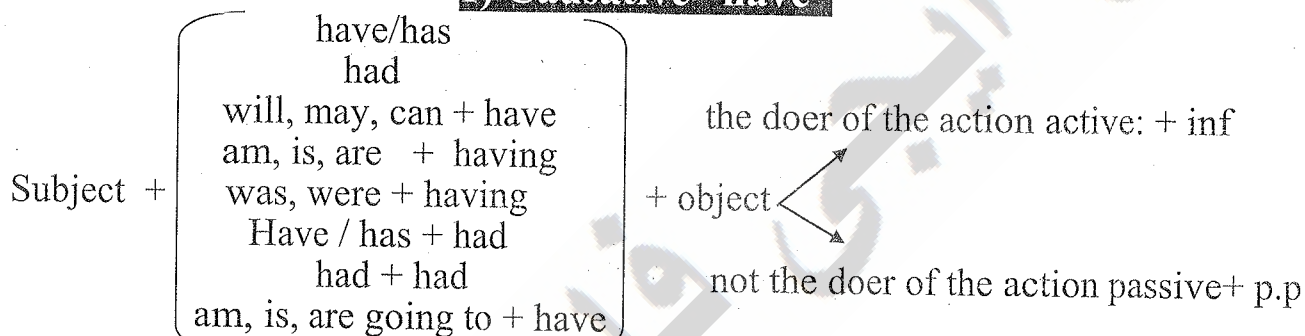 have/has
had
will, may, can + have
am, is, are + having
was, were + having
Have / has + had
had + had
am, is, are going to + have
Subject +
+ object
the doer of the action active: + inf
not the doer of the action passive+ p.p